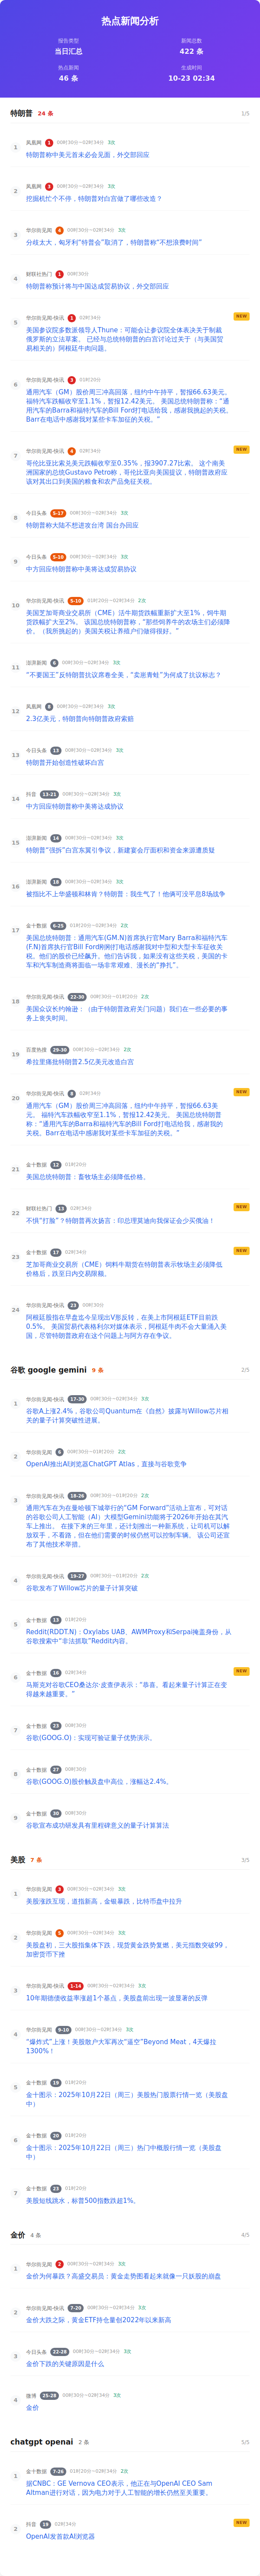 热点新闻分析
报告类型
当日汇总
新闻总数
422 条
热点新闻
46 条
生成时间
10-23 02:34
特朗普 24 条 1/5
1
凤凰网 1 00时30分~02时34分 3次
特朗普称中美元首未必会见面，外交部回应
2
凤凰网 3 00时30分~02时34分 3次
挖掘机忙个不停，特朗普对白宫做了哪些改造？
3
华尔街见闻 4 00时30分~02时34分 3次
分歧太大，匈牙利“特普会”取消了，特朗普称“不想浪费时间”
4
财联社热门 1 00时30分
特朗普预计将与中国达成贸易协议，外交部回应
5
华尔街见闻-快讯 1 02时34分 NEW
美国参议院多数派领导人Thune：可能会让参议院全体表决关于制裁
俄罗斯的立法草案。 已经与总统特朗普的白宫讨论过关于（与美国贸
易相关的）阿根廷牛肉问题。
6
华尔街见闻-快讯 3 01时20分
通用汽车（GM）股价周三冲高回落，纽约中午持平，暂报66.63美元。
福特汽车跌幅收窄至1.1%，暂报12.42美元。 美国总统特朗普：“通
用汽车的Barra和福特汽车的Bill Ford打电话给我，感谢我挑起的关税。
Barr在电话中感谢我对某些卡车加征的关税。”
7
华尔街见闻-快讯 4 02时34分 NEW
哥伦比亚比索兑美元跌幅收窄至0.35%，报3907.27比索。 这个南美
洲国家的总统Gustavo Petro称，哥伦比亚向美国提议，特朗普政府应
该对其出口到美国的粮食和农产品免征关税。
8
今日头条 5-17 00时30分~02时34分 3次
特朗普称大陆不想进攻台湾 国台办回应
9
今日头条 5-10 00时30分~02时34分 3次
中方回应特朗普称中美将达成贸易协议
10
华尔街见闻-快讯 5-10 01时20分~02时34分 2次
美国芝加哥商业交易所（CME）活牛期货跌幅重新扩大至1%，饲牛期
货跌幅扩大至2%。 该国总统特朗普称，“那些饲养牛的农场主们必须降
价。（我所挑起的）美国关税让养殖户们做得很好。”
11
澎湃新闻 6 00时30分~02时34分 3次
“不要国王”反特朗普抗议席卷全美，“卖崽青蛙”为何成了抗议标志？
12
凤凰网 8 00时30分~02时34分 3次
2.3亿美元，特朗普向特朗普政府索赔
13
今日头条 13 00时30分~02时34分 3次
特朗普开始创造性破坏白宫
14
抖音 13-21 00时30分~02时34分 3次
中方回应特朗普称中美将达成协议
15
澎湃新闻 14 00时30分~02时34分 3次
特朗普“强拆”白宫东翼引争议，新建宴会厅面积和资金来源遭质疑
16
澎湃新闻 18 00时30分~02时34分 3次
被指比不上华盛顿和林肯？特朗普：我生气了！他俩可没平息8场战争
17
金十数据 6-25 01时20分~02时34分 2次
美国总统特朗普：通用汽车(GM.N)首席执行官Mary Barra和福特汽车
(F.N)首席执行官Bill Ford刚刚打电话感谢我对中型和大型卡车征收关
税。他们的股价已经飙升。他们告诉我，如果没有这些关税，美国的卡
车和汽车制造商将面临一场非常艰难、漫长的“挣扎”。
18
华尔街见闻-快讯 22-30 00时30分~01时20分 2次
美国众议长约翰逊：（由于特朗普政府关门问题）我们在一些必要的事
务上丧失时间。
19
百度热搜 29-30 00时30分~02时34分 2次
希拉里痛批特朗普2.5亿美元改造白宫
20
华尔街见闻-快讯 8 02时34分 NEW
通用汽车（GM）股价周三冲高回落，纽约中午持平，暂报66.63美
元。 福特汽车跌幅收窄至1.1%，暂报12.42美元。 美国总统特朗
普：“通用汽车的Barra和福特汽车的Bill Ford打电话给我，感谢我的
关税。Barr在电话中感谢我对某些卡车加征的关税。”
21
金十数据 12 01时20分
美国总统特朗普：畜牧场主必须降低价格。
22
财联社热门 13 02时34分 NEW
不惧“打脸”？特朗普再次扬言：印总理莫迪向我保证会少买俄油！
23
金十数据 17 02时34分 NEW
芝加哥商业交易所（CME）饲料牛期货在特朗普表示牧场主必须降低
价格后，跌至日内交易限额。
24
华尔街见闻-快讯 23 00时30分
阿根廷股指在早盘迄今呈现出V形反转，在美上市阿根廷ETF目前跌
0.5%。 美国贸易代表格利尔对媒体表示，阿根廷牛肉不会大量涌入美
国，尽管特朗普政府在这个问题上与阿方存在争议。
谷歌 google gemini 9 条 2/5
1
华尔街见闻-快讯 17-30 00时30分~02时34分 3次
谷歌A上涨2.4%，谷歌公司Quantum在《自然》披露与Willow芯片相
关的量子计算突破性进展。
2
华尔街见闻 6 00时30分~01时20分 2次
OpenAI推出AI浏览器ChatGPT Atlas，直接与谷歌竞争
3
华尔街见闻-快讯 18-26 00时30分~01时20分 2次
通用汽车在为在曼哈顿下城举行的“GM Forward”活动上宣布，可对话
的谷歌公司人工智能（AI）大模型Gemini功能将于2026年开始在其汽
车上推出。 在接下来的三年里，还计划推出一种新系统，让司机可以解
放双手，不看路，但在他们需要的时候仍然可以控制车辆。 该公司还宣
布了其他技术举措。
4
华尔街见闻-快讯 19-27 00时30分~01时20分 2次
谷歌发布了Willow芯片的量子计算突破
5
金十数据 13 01时20分
Reddit(RDDT.N)：Oxylabs UAB、AWMProxy和Serpai掩盖身份，从
谷歌搜索中“非法抓取”Reddit内容。
6
金十数据 16 02时34分 NEW
马斯克对谷歌CEO桑达尔·皮查伊表示：“恭喜。看起来量子计算正在变
得越来越重要。”
7
金十数据 23 00时30分
谷歌(GOOG.O)：实现可验证量子优势演示。
8
金十数据 27 00时30分
谷歌(GOOG.O)股价触及盘中高位，涨幅达2.4%。
9
金十数据 30 00时30分
谷歌宣布成功研发具有里程碑意义的量子计算算法
美股 7 条 3/5
1
华尔街见闻 3 00时30分~02时34分 3次
美股涨跌互现，道指新高，金银暴跌，比特币盘中拉升
2
华尔街见闻 5 00时30分~02时34分 3次
美股盘初，三大股指集体下跌，现货黄金跌势复燃，美元指数突破99，
加密货币下挫
3
华尔街见闻-快讯 1-14 00时30分~02时34分 3次
10年期德债收益率涨超1个基点，美股盘前出现一波显著的反弹
4
华尔街见闻 9-10 00时30分~02时34分 3次
“爆炸式”上涨！美股散户大军再次“逼空”Beyond Meat，4天爆拉
1300%！
5
金十数据 19 01时20分
金十图示：2025年10月22日（周三）美股热门股票行情一览（美股盘
中）
6
金十数据 20 01时20分
金十图示：2025年10月22日（周三）热门中概股行情一览（美股盘
中）
7
金十数据 23 01时20分
美股短线跳水，标普500指数跌超1%。
金价 4 条 4/5
1
华尔街见闻 2 00时30分~02时34分 3次
金价为何暴跌？高盛交易员：黄金走势图看起来就像一只妖股的崩盘
2
华尔街见闻-快讯 7-20 00时30分~02时34分 3次
金价大跌之际，黄金ETF持仓量创2022年以来新高
3
今日头条 22-28 00时30分~02时34分 3次
金价下跌的关键原因是什么
4
微博 25-28 00时30分~02时34分 3次
金价
chatgpt openai 2 条 5/5
1
金十数据 7-26 01时20分~02时34分 2次
据CNBC：GE Vernova CEO表示，他正在与OpenAI CEO Sam
Altman进行对话，因为电力对于人工智能的增长仍然至关重要。
2
抖音 19 02时34分 NEW
OpenAI发首款AI浏览器